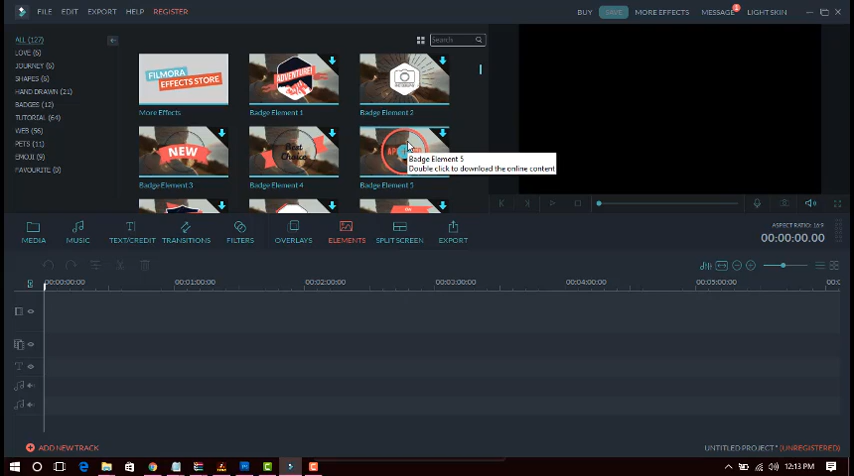 FILE EDIT EXPORT HELP REGISTER
BUY SAVE MORE EFFECTS MESSAGE LIGHT SKIN
ALL (127)
LOVE (5)
JOURNEY (5)
SHAPES (5)
HAND DRAWN (21)
BADGES (12)
TUTORIAL (64)
WEB (56)
PETS (11)
EMOJI (9)
FAVOURITE (0)
Search
FILMORA
EFFECTS STORE
ADVENTURE
More Effects
Badge Element 1
Badge Element 2
NEW
Best
Choice
Badge Element 3
Badge Element 4
Badge Element 5
Badge Element 5
Double click to download the online content
MEDIA
MUSIC
TEXT/CREDIT
TRANSITIONS
FILTERS
OVERLAYS
ELEMENTS
SPLIT SCREEN
EXPORT
ASPECT RATIO: 16:9
00:00:00.00
00:00:00:00
00:01:00:00
00:02:00:00
00:03:00:00
00:04:00:00
00:05:00:00
ADD NEW TRACK
UNTITLED PROJECT * (UNREGISTERED)
12:13 PM